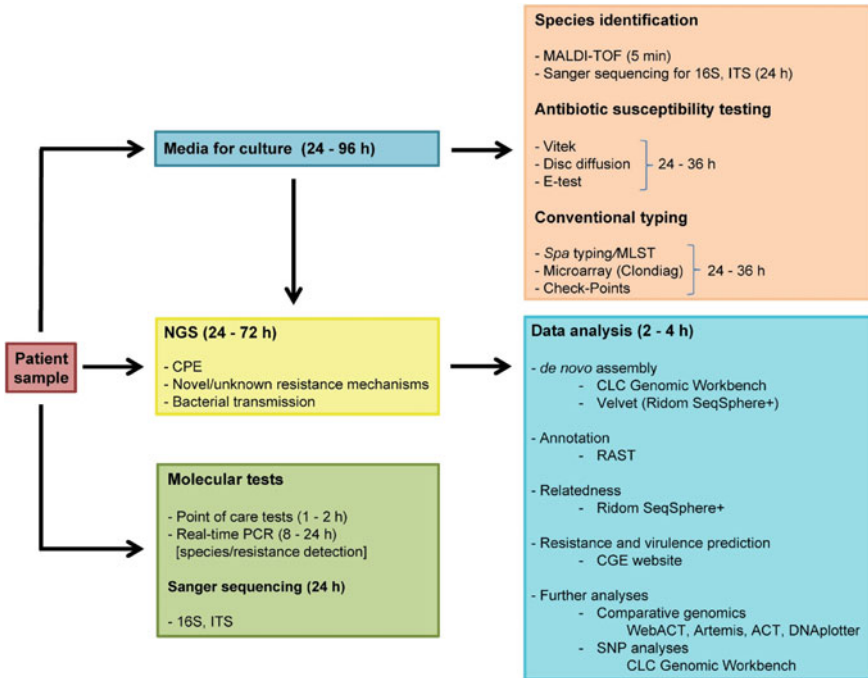 Patient
sample
Media for culture (24 - 96 h)
Species identification
- MALDI-TOF (5 min)
- Sanger sequencing for 16S, ITS (24 h)
Antibiotic susceptibility testing
- Vitek
- Disc diffusion
- E-test
24 - 36 h
Conventional typing
- Spa typing/MLST
- Microarray (Clondiag)
- Check-Points
24 - 36 h
NGS (24 - 72 h)
- CPE
- Novel/unknown resistance mechanisms
- Bacterial transmission
Data analysis (2 - 4 h)
- de novo assembly
- CLC Genomic Workbench
- Velvet (Ridom SeqSphere+)
- Annotation
- RAST
- Relatedness
- Ridom SeqSphere+
- Resistance and virulence prediction
- CGE website
- Further analyses
- Comparative genomics
WebACT, Artemis, ACT, DNAplotter
- SNP analyses
CLC Genomic Workbench
Molecular tests
- Point of care tests (1 - 2 h)
- Real-time PCR (8 - 24 h)
[species/resistance detection]
Sanger sequencing (24 h)
- 16S, ITS